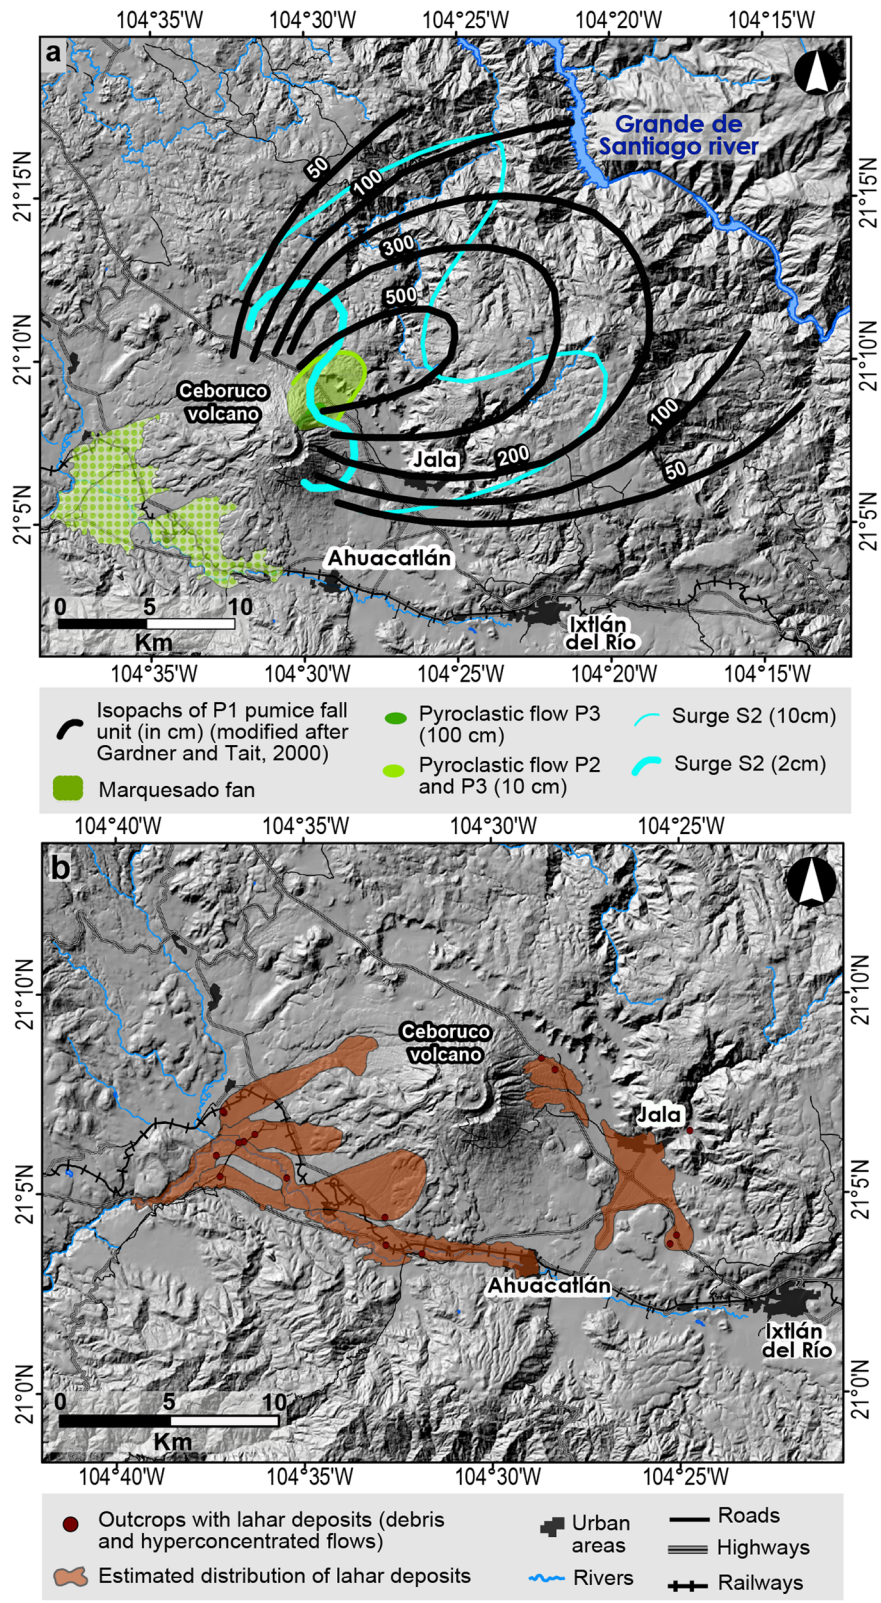 104°35'W 104°30'W 104°25'W 104°20'W 104°15'W
a
Grande de
Santiago river
21°15'N
21°15'N
50
100
300
500
21°10'N
21°10'N
Ceboruco
volcano
100
200
50
Jala
21°5'N
21°5'N
Ahuacatlán
0 5 10
Km
Ixtlán
del Río
104°35'W 104°30'W 104°25'W 104°20'W 104°15'W
Isopachs of P1 pumice fall
unit (in cm) (modified after
Gardner and Tait, 2000)
Marquesado fan
Pyroclastic flow P3
(100 cm)
Pyroclastic flow P2
and P3 (10 cm)
Surge S2 (10cm)
Surge S2 (2cm)
104°40'W 104°35'W 104°30'W 104°25'W
b
21°10'N
21°10'N
Ceboruco
volcano
Jala
21°5'N
21°5'N
Ahuacatlán
Ixtlán
del Río
21°0'N
21°0'N
0 5 10
Km
104°40'W 104°35'W 104°30'W 104°25'W
Outcrops with lahar deposits (debris
and hyperconcentrated flows)
Estimated distribution of lahar deposits
Urban
areas
Rivers
Roads
Highways
Railways